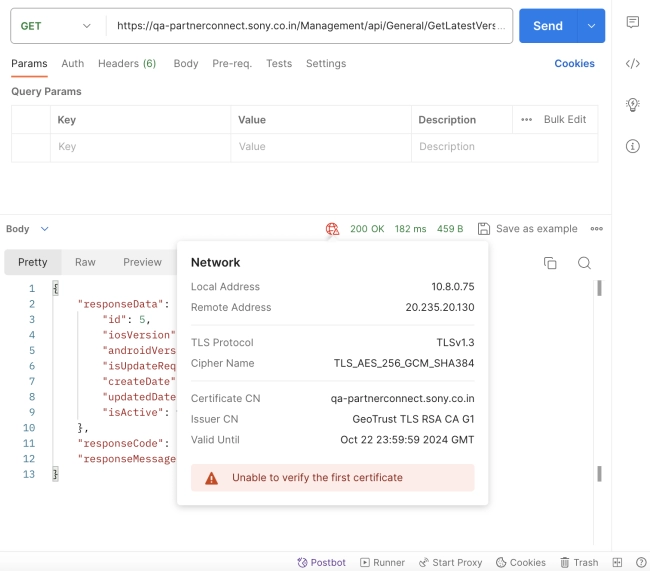 GET https://qa-partnerconnect.sony.co.in/Management/api/General/GetLatestVers... Send
Params Auth Headers (6) Body Pre-req. Tests Settings Cookies
Query Params
Key Value Description ••• Bulk Edit
Key Value Description
Body 200 OK 182 ms 459 B Save as example •••
Pretty Raw Preview
Network
Local Address 10.8.0.75
Remote Address 20.235.20.130
TLS Protocol TLSv1.3
Cipher Name TLS_AES_256_GCM_SHA384
Certificate CN qa-partnerconnect.sony.co.in
Issuer CN GeoTrust TLS RSA CA G1
Valid Until Oct 22 23:59:59 2024 GMT
Unable to verify the first certificate
1 {
2 "responseData":
3 "id": 5,
4 "iosVersion"
5 "androidVers
6 "isUpdateReq
7 "createDate"
8 "updatedDate
9 "isActive":
10 },
11 "responseCode":
12 "responseMessage
13 }
Postbot Runner Start Proxy Cookies Trash